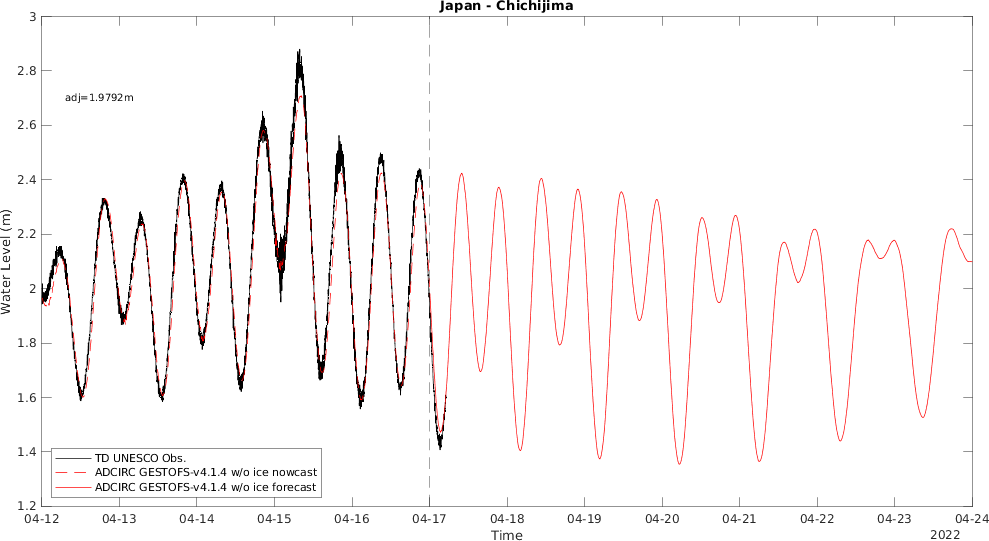 Japan - Chichijima
3
2.8
2.6
2.4
2.2
2
1.8
1.6
1.4
1.2
Water Level (m)
adj=1.9792m
TD UNESCO Obs.
ADCIRC GESTOFS-v4.1.4 w/o ice nowcast
ADCIRC GESTOFS-v4.1.4 w/o ice forecast
04-12 04-13 04-14 04-15 04-16 04-17 04-18 04-19 04-20 04-21 04-22 04-23 04-24
Time
2022